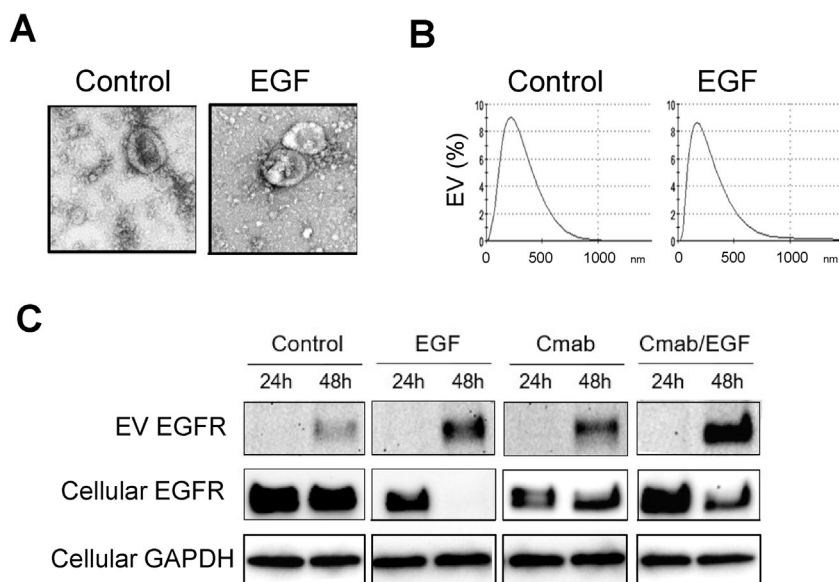 A
Control EGF
B
Control EGF
EV (%)
10 10
8 8
6 6
4 4
2 2
0 0
0 500 1000 nm 0 500 1000 nm
C
Control EGF Cmab Cmab/EGF
24h 48h 24h 48h 24h 48h 24h 48h
EV EGFR
Cellular EGFR
Cellular GAPDH